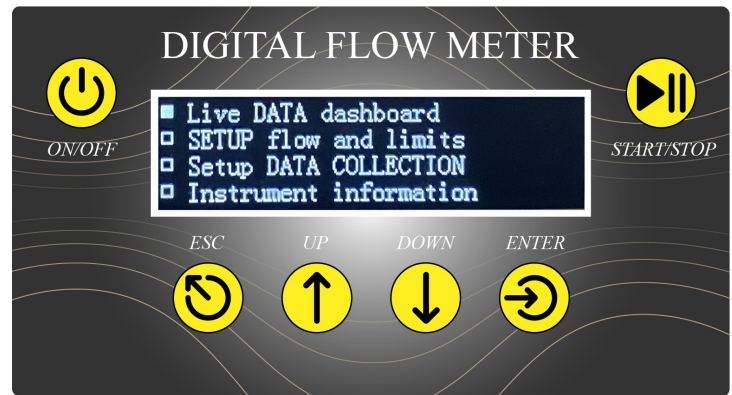 DIGITAL FLOW METER
ON/OFF
Live DATA dashboard
SETUP flow and limits
Setup DATA COLLECTION
Instrument information
START/STOP
ESC UP DOWN ENTER